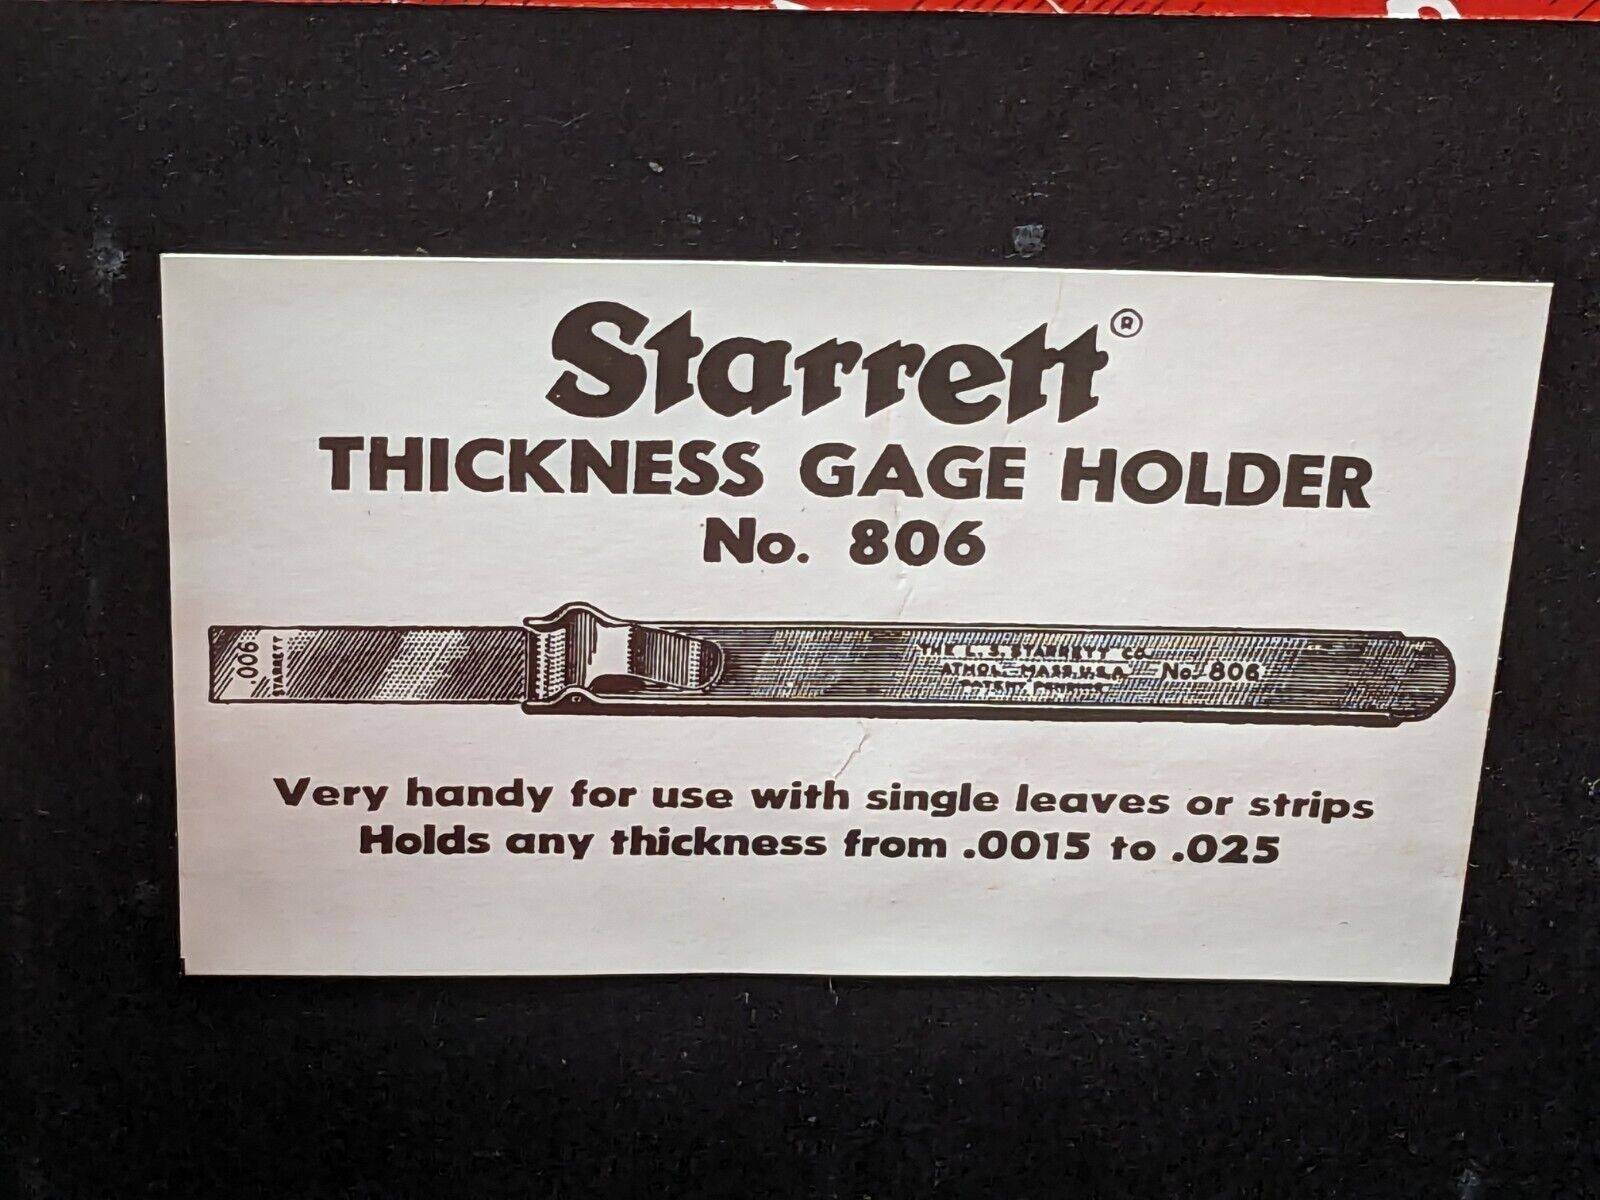 Starrett®
THICKNESS GAGE HOLDER
No. 806
.006
STARRETT
THE L. S. STARRETT CO.
ATHOL, MASS. U.S.A.
No. 806
Very handy for use with single leaves or strips
Holds any thickness from .0015 to .025